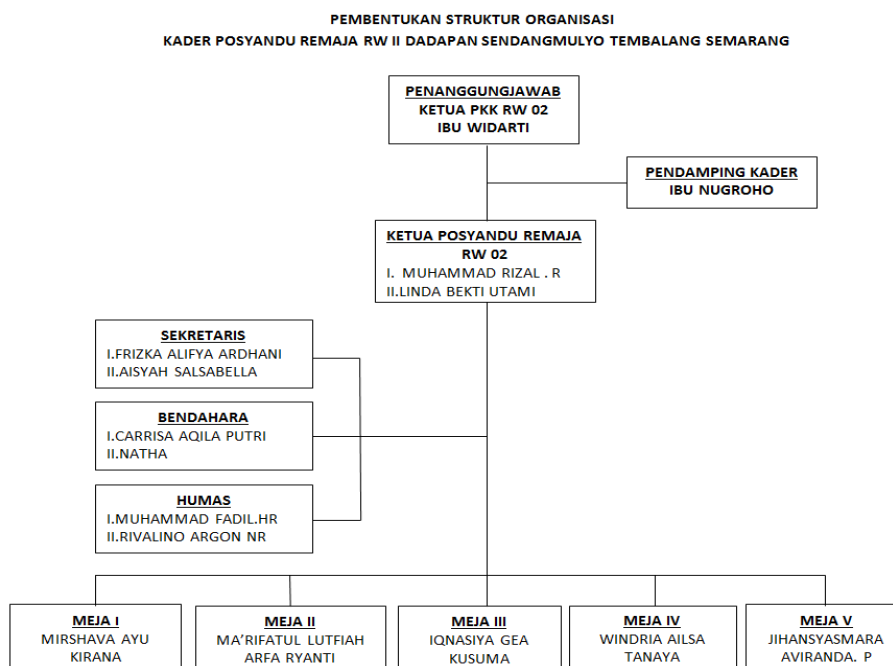 PEMBENTUKAN STRUKTUR ORGANISASI
KADER POSYANDU REMAJA RW II DADAPAN SENDANGMULYO TEMBALANG SEMARANG
PENANGGUNGJAWAB
KETUA PKK RW 02
IBU WIDARTI
PENDAMPING KADER
IBU NUGROHO
KETUA POSYANDU REMAJA
RW 02
I. MUHAMMAD RIZAL . R
II.LINDA BEKTI UTAMI
SEKRETARIS
I.FRIZKA ALIFYA ARDHANI
II.AISYAH SALSABELLA
BENDAHARA
I.CARRISA AQILA PUTRI
II.NATHA
HUMAS
I.MUHAMMAD FADIL.HR
II.RIVALINO ARGON NR
MEJA I
MIRSHAVA AYU
KIRANA
MEJA II
MA’RIFATUL LUTFIAH
ARFA RYANTI
MEJA III
IQNASIYA GEA
KUSUMA
MEJA IV
WINDRIA AILSA
TANAYA
MEJA V
JIHANSYASMARA
AVIRANDA. P